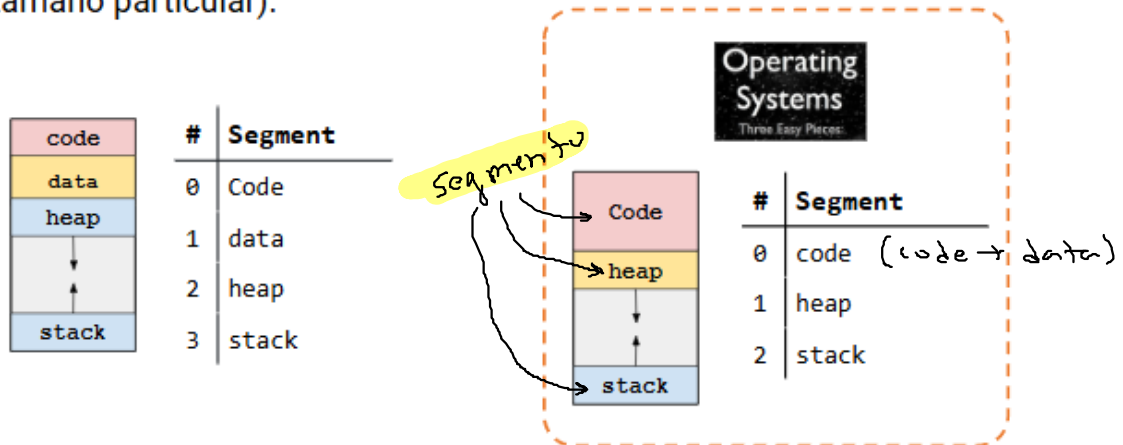 tamaño particular).
code
data
heap
stack
# Segment
0 Code
1 data
2 heap
3 stack
segmento
Operating
Systems
Three Easy Pieces
Code
heap
stack
# Segment
0 code (code → data)
1 heap
2 stack